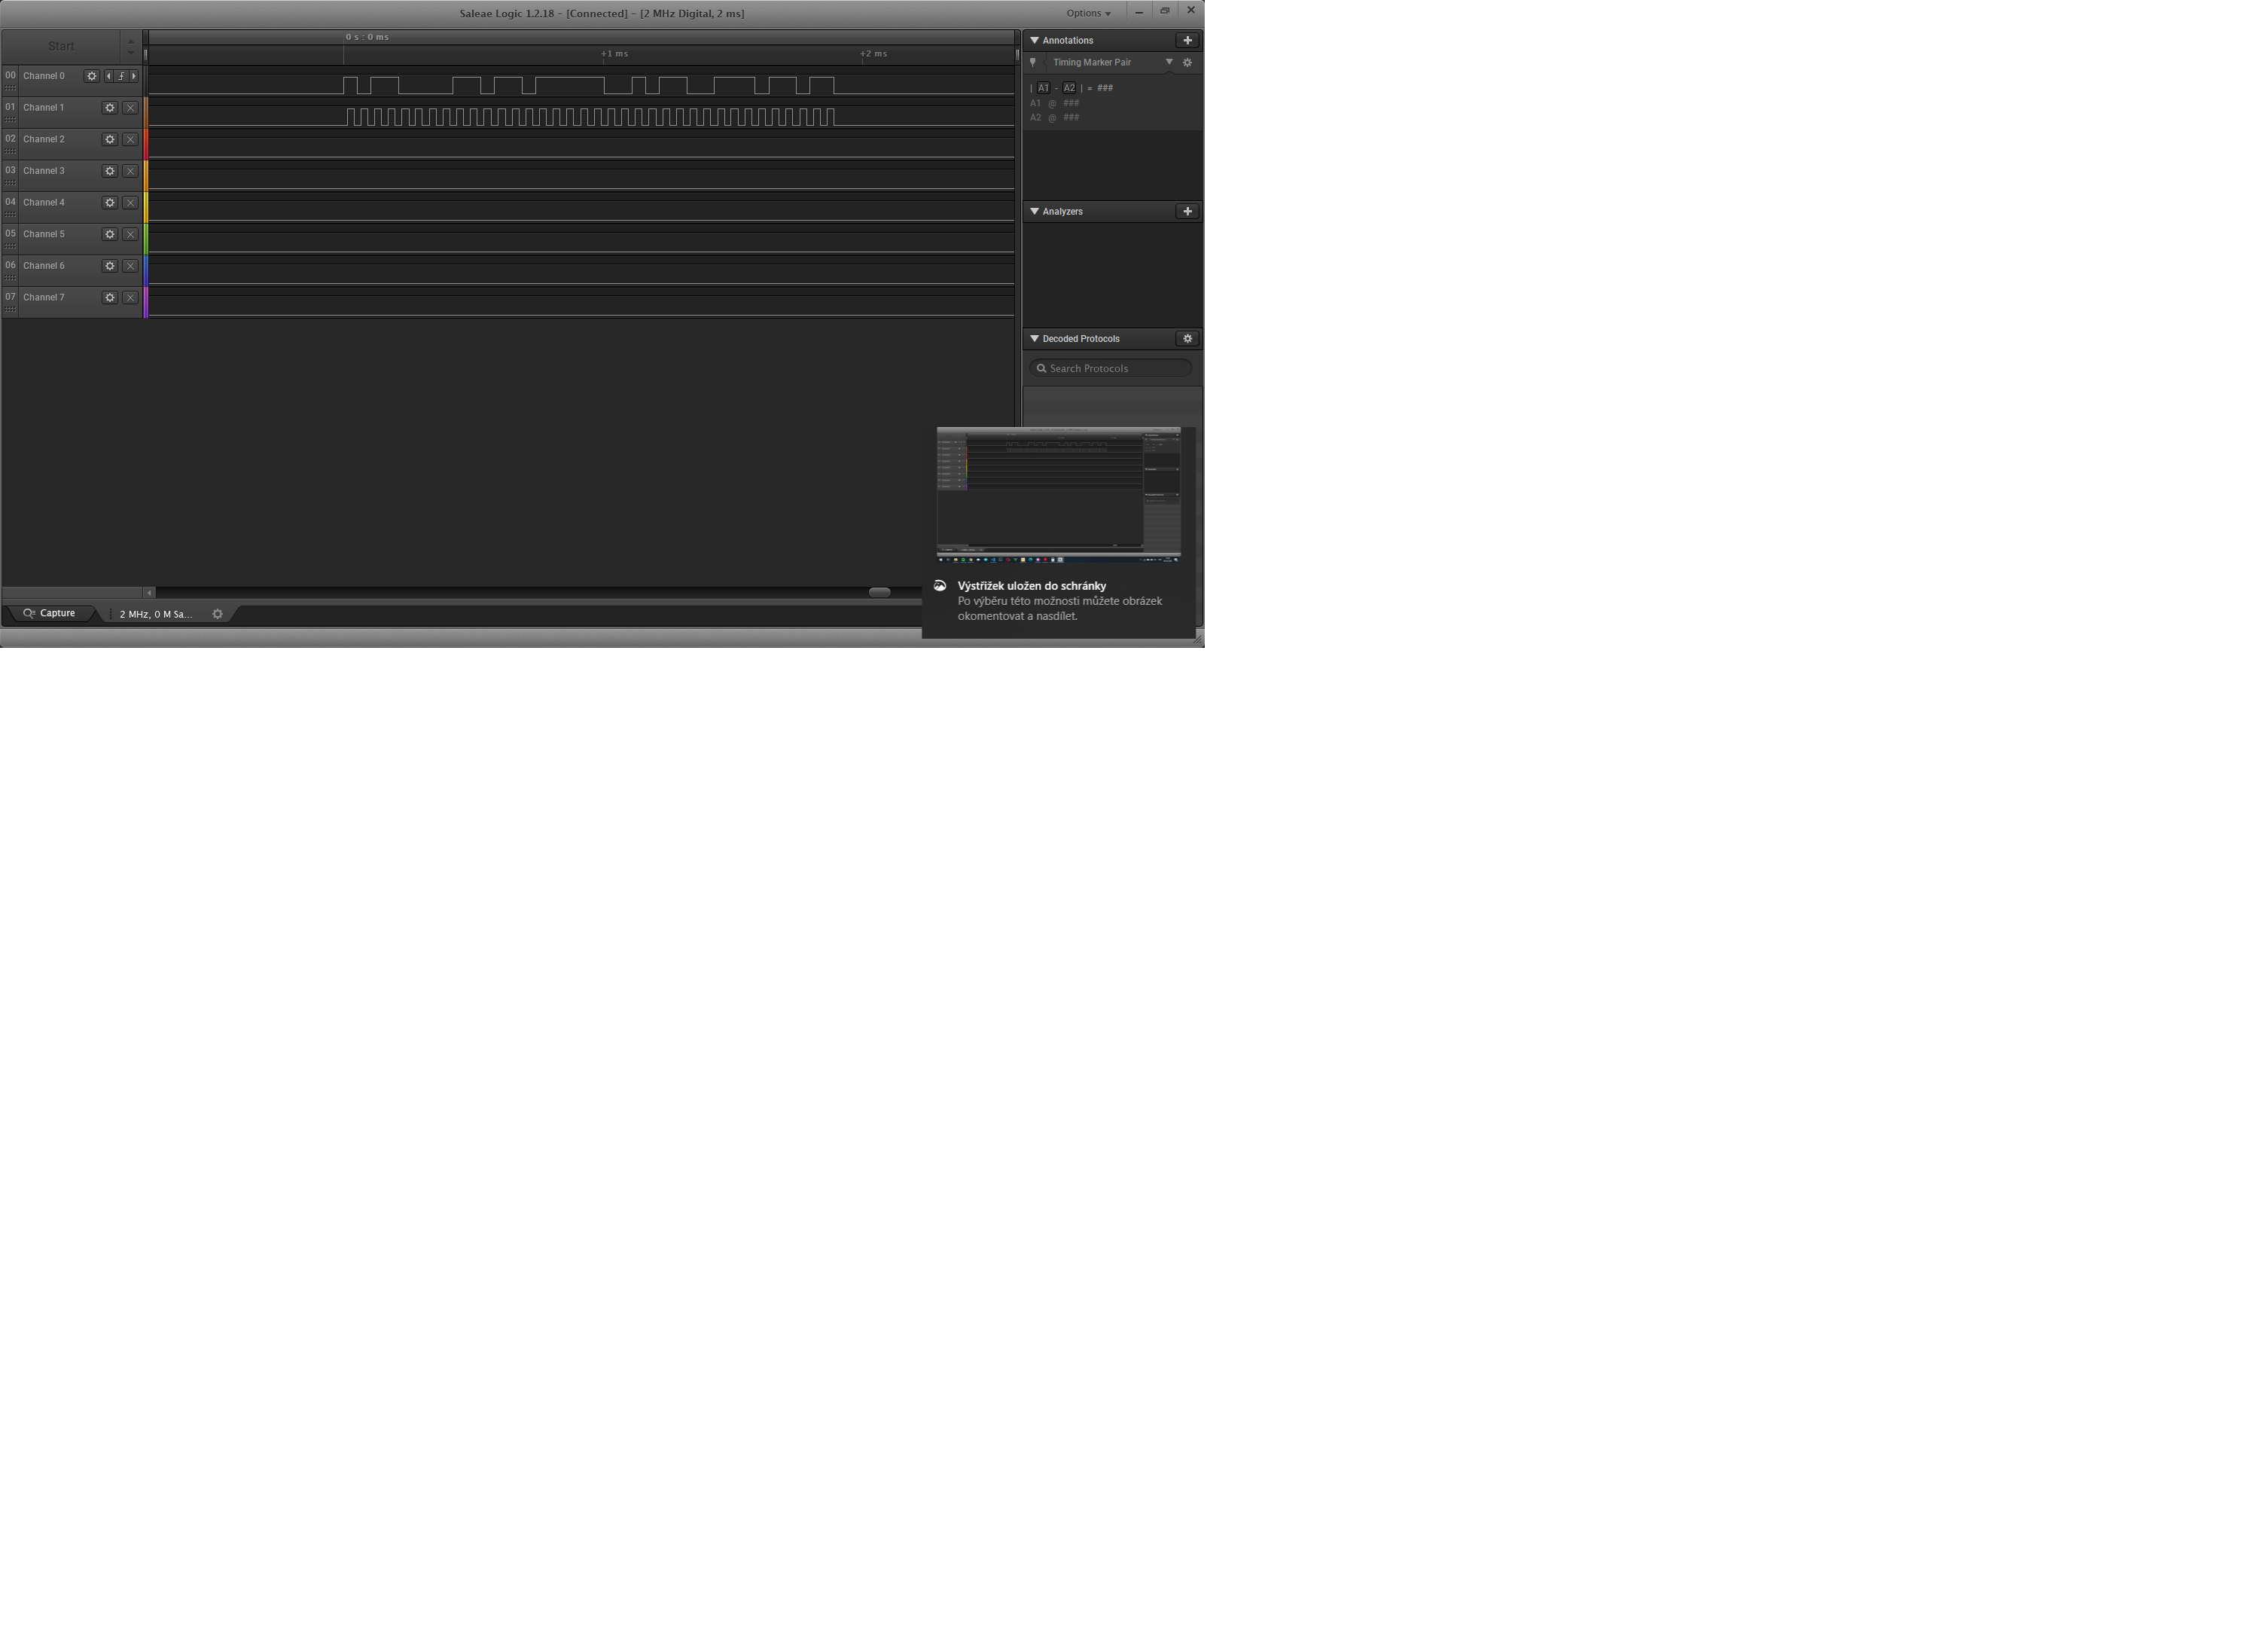 Saleae Logic 1.2.18 - [Connected] - [2 MHz Digital, 2 ms]
Options
Start
0 s : 0 ms
+1 ms
+2 ms
00 Channel 0
01 Channel 1
02 Channel 2
03 Channel 3
04 Channel 4
05 Channel 5
06 Channel 6
07 Channel 7
Annotations
Timing Marker Pair
| A1 - A2 | = ###
A1 @ ###
A2 @ ###
Analyzers
Decoded Protocols
Search Protocols
Výstřižek uložen do schránky
Po výběru této možnosti můžete obrázek
okomentovat a nasdílet.
Capture
2 MHz, 0 M Sa...